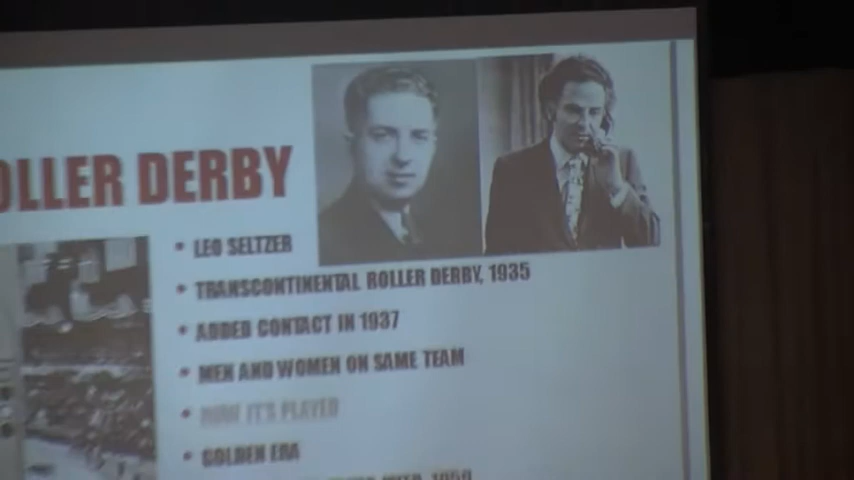 OLLER DERBY
• LEO SELTZER
• TRANSCONTINENTAL ROLLER DERBY, 1935
• ADDED CONTACT IN 1937
• MEN AND WOMEN ON SAME TEAM
• HOW IT'S PLAYED
• GOLDEN ERA